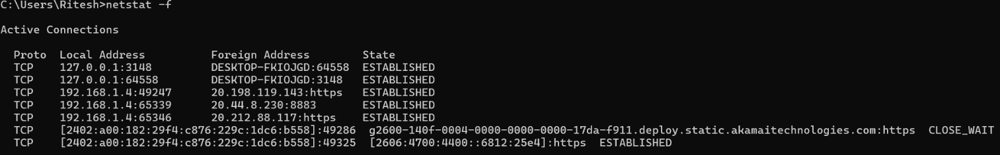 C:\Users\Ritesh>netstat -f
Active Connections
Proto  Local Address          Foreign Address        State
TCP    127.0.0.1:3148         DESKTOP-FKIOJGD:64558  ESTABLISHED
TCP    127.0.0.1:64558        DESKTOP-FKIOJGD:3148   ESTABLISHED
TCP    192.168.1.4:49247      20.198.119.143:https   ESTABLISHED
TCP    192.168.1.4:65339      20.44.8.230:8883       ESTABLISHED
TCP    192.168.1.4:65346      20.212.88.117:https    ESTABLISHED
TCP    [2402:a00:182:29f4:c876:229c:1dc6:b558]:49286  g2600-140f-0004-0000-0000-0000-17da-f911.deploy.static.akamaitechnologies.com:https  CLOSE_WAIT
TCP    [2402:a00:182:29f4:c876:229c:1dc6:b558]:49325  [2606:4700:4400::6812:25e4]:https  ESTABLISHED